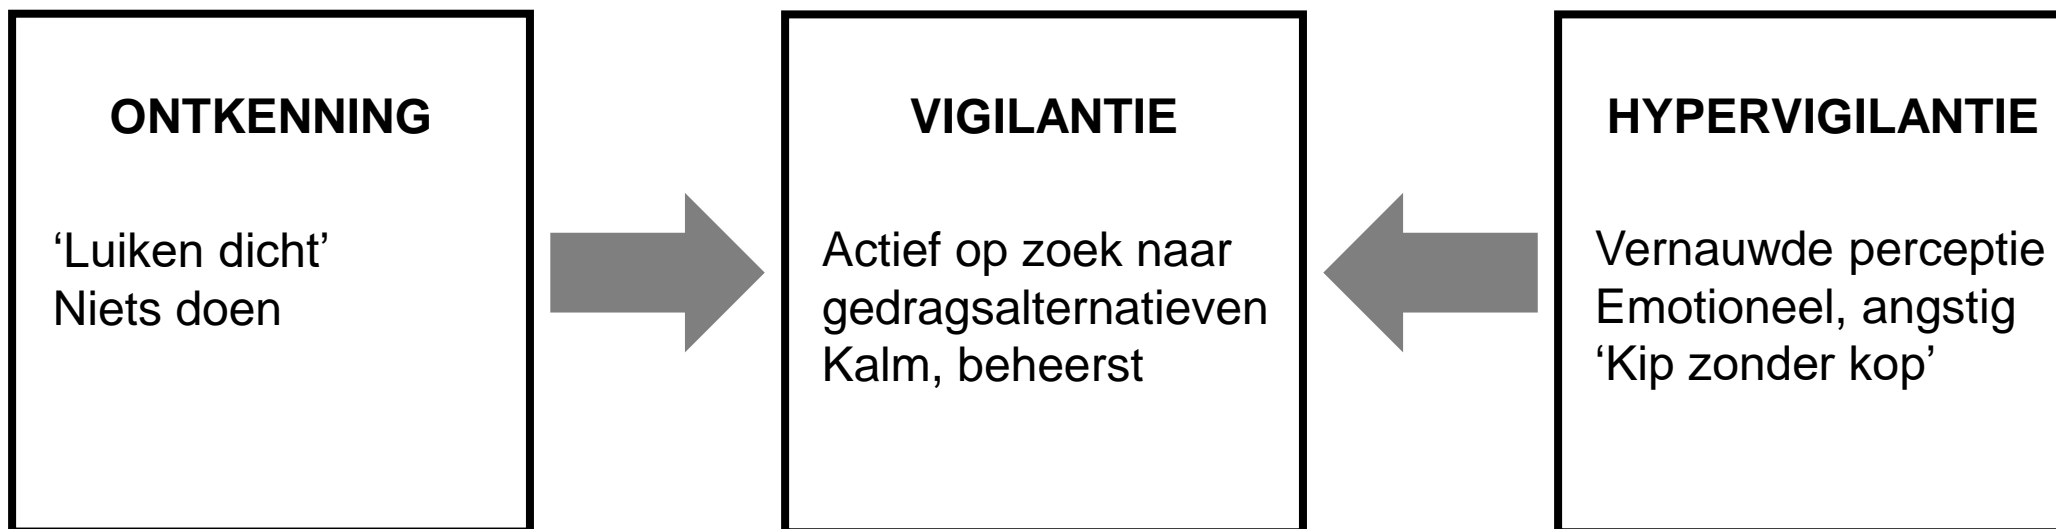 ONTKENNING
‘Luiken dicht’
Niets doen
VIGILANTIE
Actief op zoek naar
gedragsalternatieven
Kalm, beheerst
HYPERVIGILANTIE
Vernauwde perceptie
Emotioneel, angstig
‘Kip zonder kop’